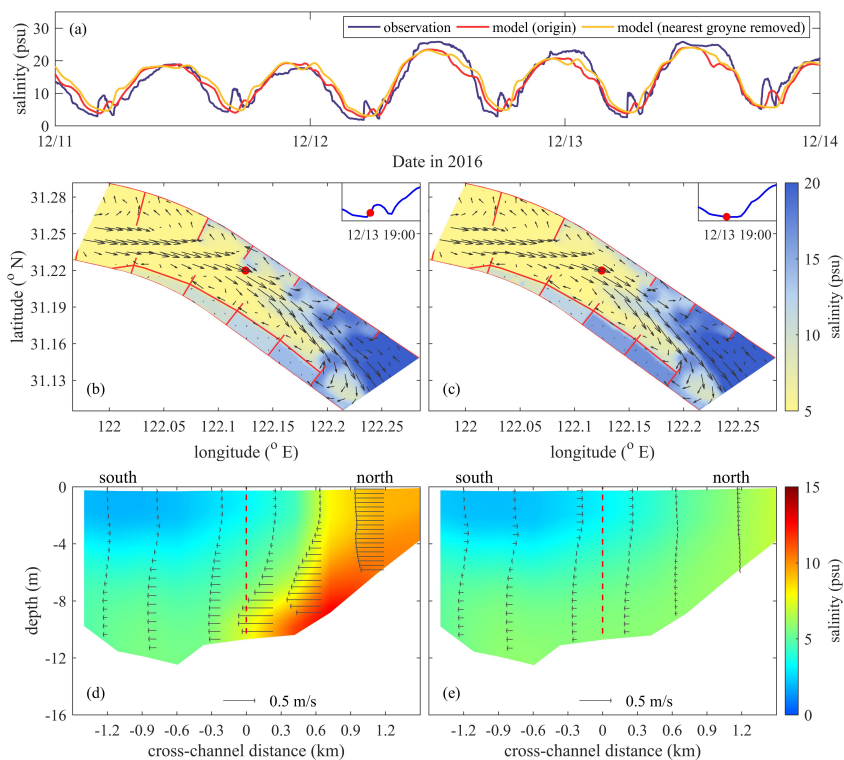 (a)
observation
model (origin)
model (nearest groyne removed)
salinity (psu)
30
20
10
0
12/11
12/12
12/13
12/14
Date in 2016
31.28
31.25
31.22
31.19
31.16
31.13
latitude (° N)
12/13 19:00
(b)
122
122.05
122.1
122.15
122.2
122.25
longitude (° E)
12/13 19:00
(c)
122
122.05
122.1
122.15
122.2
122.25
longitude (° E)
20
15
10
5
salinity (psu)
south
north
0
-4
-8
-12
-16
depth (m)
(d)
0.5 m/s
-1.2
-0.9
-0.6
-0.3
0
0.3
0.6
0.9
1.2
cross-channel distance (km)
south
north
(e)
0.5 m/s
-1.2
-0.9
-0.6
-0.3
0
0.3
0.6
0.9
1.2
cross-channel distance (km)
15
10
5
0
salinity (psu)